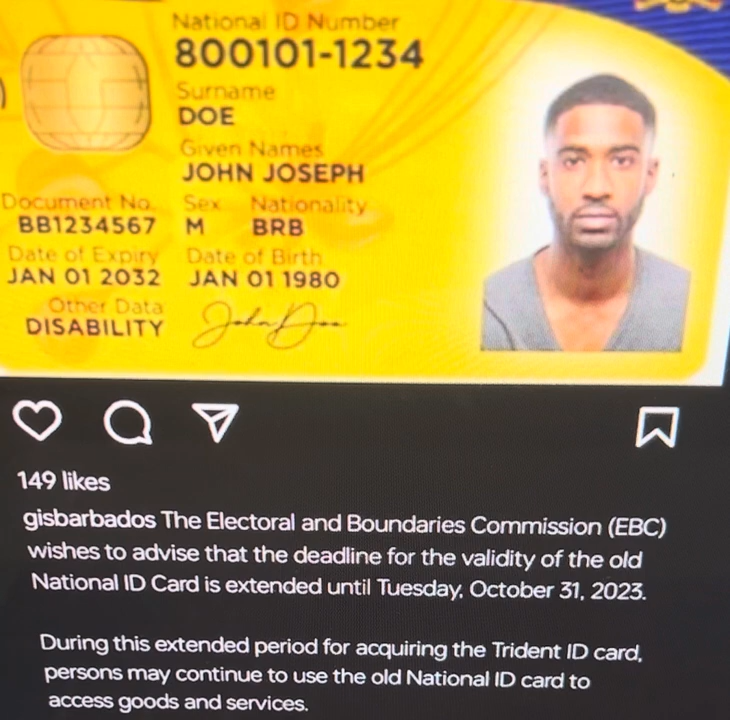 National ID Number
800101-1234
Surname
DOE
Given Names
JOHN JOSEPH
Document No. Sex Nationality
BB1234567 M BRB
Date of Expiry Date of Birth
JAN 01 2032 JAN 01 1980
Other Data
DISABILITY John Doe
149 likes
gisbarbados The Electoral and Boundaries Commission (EBC)
wishes to advise that the deadline for the validity of the old
National ID Card is extended until Tuesday, October 31, 2023.
During this extended period for acquiring the Trident ID card,
persons may continue to use the old National ID card to
access goods and services.